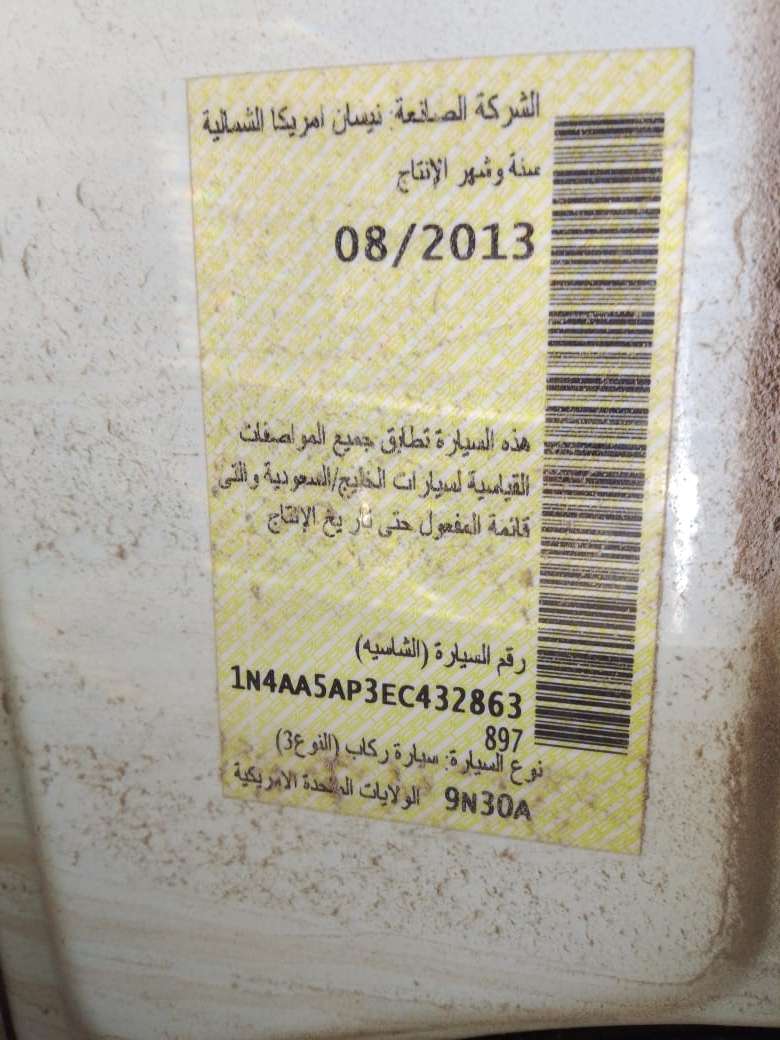 الشركة الصانعة: نيسان امريكا الشمالية
سنة وشهر الإنتاج
08/2013
هذه السيارة تطابق جميع المواصفات
القياسية لسيارات الخليج/السعودية والتى
قائمة المفعول حتى تاريخ الإنتاج
رقم السيارة (الشاسيه)
1N4AA5AP3EC432863
897
نوع السيارة: سيارة ركاب (النوع3)
9N30A الولايات المتحدة الامريكية